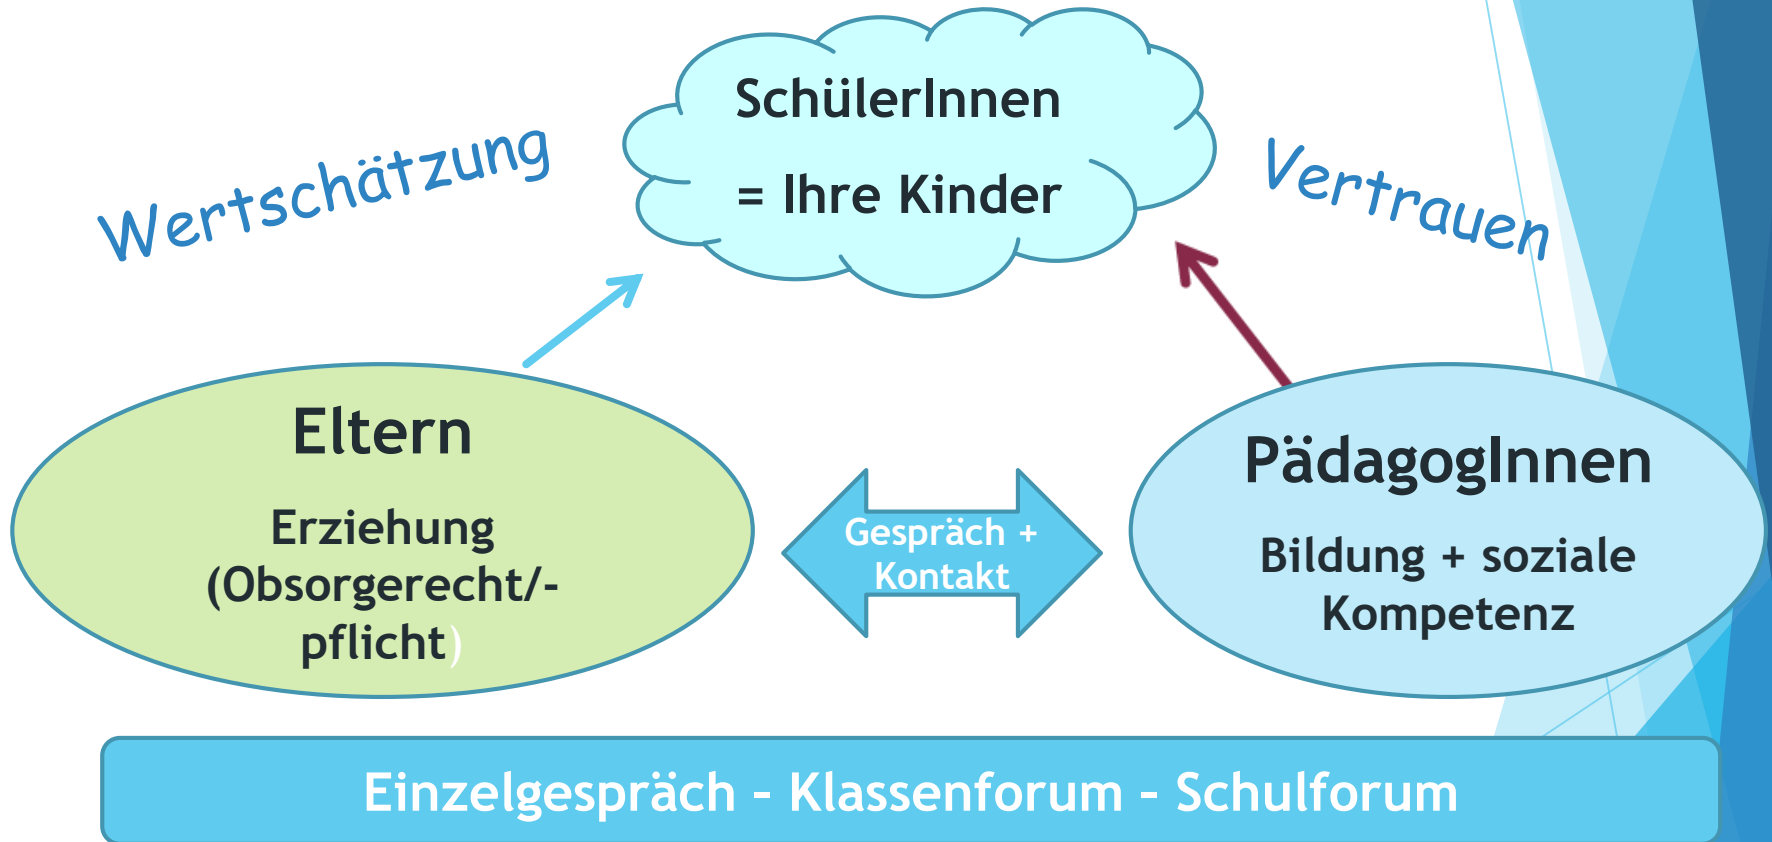 SchülerInnen
= Ihre Kinder
Wertschätzung
Vertrauen
Eltern
Erziehung
(Obsorgerecht/-
pflicht)
Gespräch +
Kontakt
PädagogInnen
Bildung + soziale
Kompetenz
Einzelgespräch – Klassenforum – Schulforum